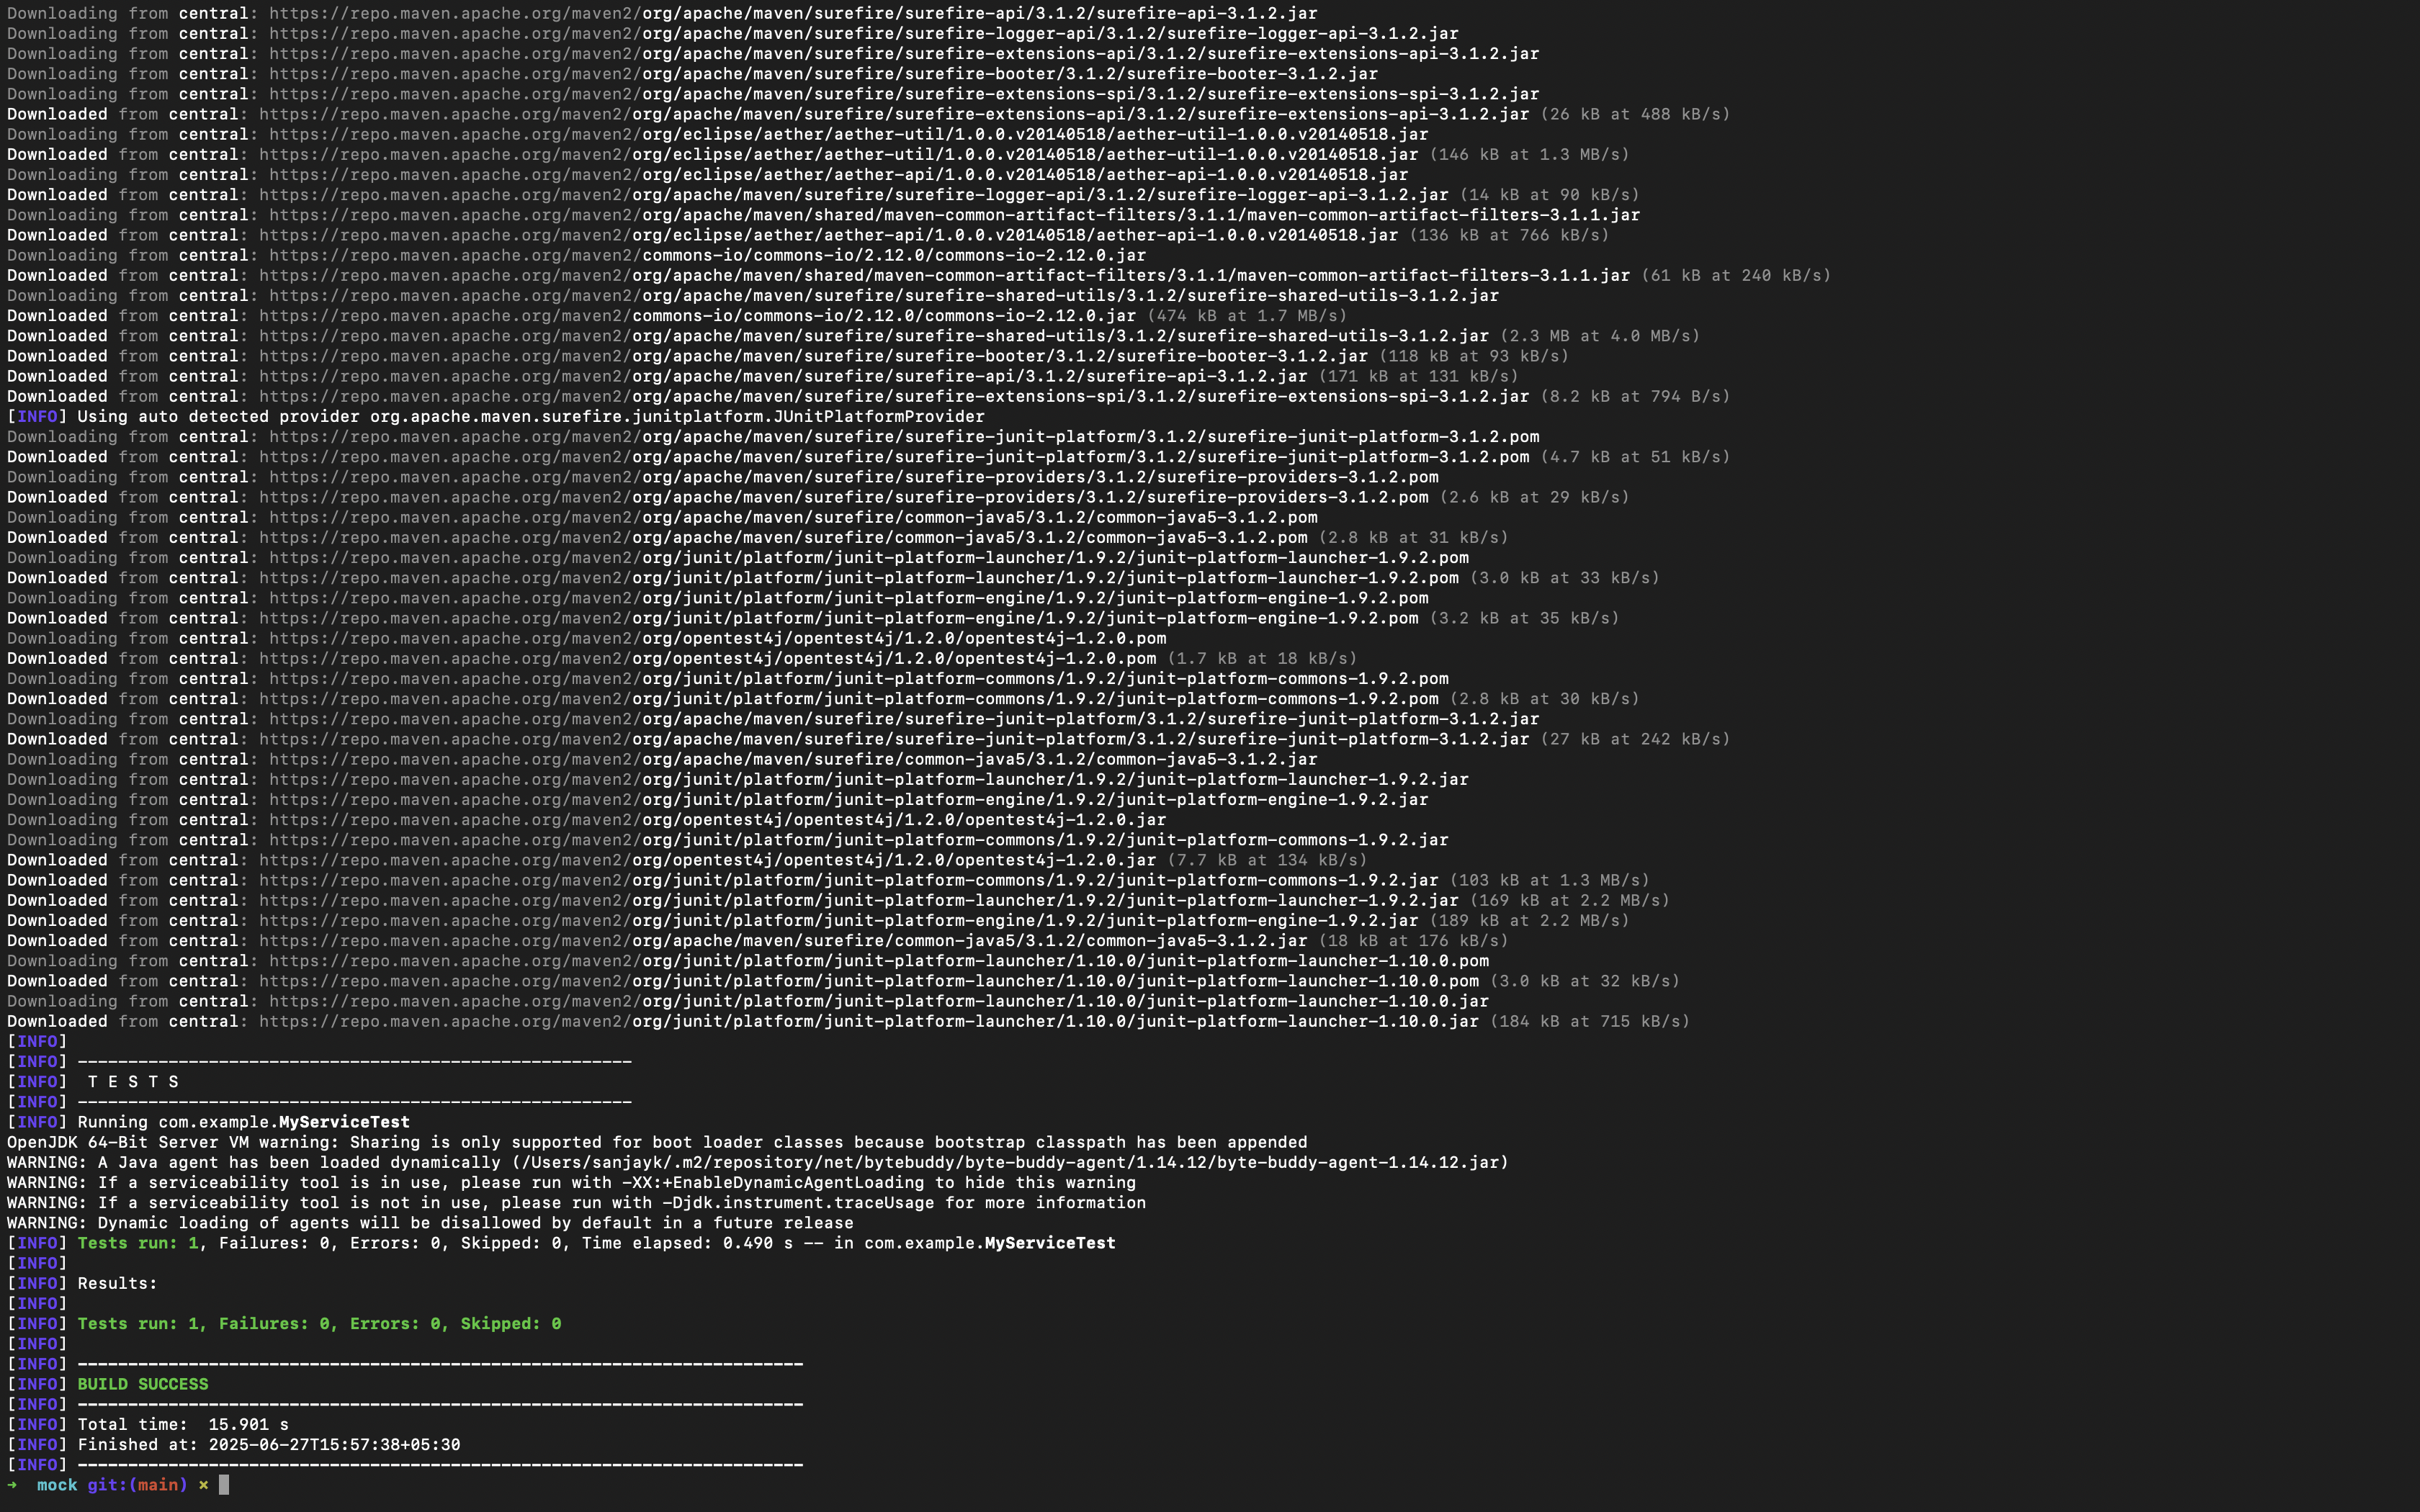 Downloading from central: https://repo.maven.apache.org/maven2/org/apache/maven/surefire/surefire-api/3.1.2/surefire-api-3.1.2.jar
Downloading from central: https://repo.maven.apache.org/maven2/org/apache/maven/surefire/surefire-logger-api/3.1.2/surefire-logger-api-3.1.2.jar
Downloading from central: https://repo.maven.apache.org/maven2/org/apache/maven/surefire/surefire-extensions-api/3.1.2/surefire-extensions-api-3.1.2.jar
Downloading from central: https://repo.maven.apache.org/maven2/org/apache/maven/surefire/surefire-booter/3.1.2/surefire-booter-3.1.2.jar
Downloading from central: https://repo.maven.apache.org/maven2/org/apache/maven/surefire/surefire-extensions-spi/3.1.2/surefire-extensions-spi-3.1.2.jar
Downloaded from central: https://repo.maven.apache.org/maven2/org/apache/maven/surefire/surefire-extensions-api/3.1.2/surefire-extensions-api-3.1.2.jar (26 kB at 488 kB/s)
Downloading from central: https://repo.maven.apache.org/maven2/org/eclipse/aether/aether-util/1.0.0.v20140518/aether-util-1.0.0.v20140518.jar
Downloaded from central: https://repo.maven.apache.org/maven2/org/eclipse/aether/aether-util/1.0.0.v20140518/aether-util-1.0.0.v20140518.jar (146 kB at 1.3 MB/s)
Downloading from central: https://repo.maven.apache.org/maven2/org/eclipse/aether/aether-api/1.0.0.v20140518/aether-api-1.0.0.v20140518.jar
Downloaded from central: https://repo.maven.apache.org/maven2/org/apache/maven/surefire/surefire-logger-api/3.1.2/surefire-logger-api-3.1.2.jar (14 kB at 90 kB/s)
Downloading from central: https://repo.maven.apache.org/maven2/org/apache/maven/shared/maven-common-artifact-filters/3.1.1/maven-common-artifact-filters-3.1.1.jar
Downloaded from central: https://repo.maven.apache.org/maven2/org/eclipse/aether/aether-api/1.0.0.v20140518/aether-api-1.0.0.v20140518.jar (136 kB at 766 kB/s)
Downloading from central: https://repo.maven.apache.org/maven2/commons-io/commons-io/2.12.0/commons-io-2.12.0.jar
Downloaded from central: https://repo.maven.apache.org/maven2/org/apache/maven/shared/maven-common-artifact-filters/3.1.1/maven-common-artifact-filters-3.1.1.jar (61 kB at 240 kB/s)
Downloading from central: https://repo.maven.apache.org/maven2/org/apache/maven/surefire/surefire-shared-utils/3.1.2/surefire-shared-utils-3.1.2.jar
Downloaded from central: https://repo.maven.apache.org/maven2/commons-io/commons-io/2.12.0/commons-io-2.12.0.jar (474 kB at 1.7 MB/s)
Downloaded from central: https://repo.maven.apache.org/maven2/org/apache/maven/surefire/surefire-shared-utils/3.1.2/surefire-shared-utils-3.1.2.jar (2.3 MB at 4.0 MB/s)
Downloaded from central: https://repo.maven.apache.org/maven2/org/apache/maven/surefire/surefire-booter/3.1.2/surefire-booter-3.1.2.jar (118 kB at 93 kB/s)
Downloaded from central: https://repo.maven.apache.org/maven2/org/apache/maven/surefire/surefire-api/3.1.2/surefire-api-3.1.2.jar (171 kB at 131 kB/s)
Downloaded from central: https://repo.maven.apache.org/maven2/org/apache/maven/surefire/surefire-extensions-spi/3.1.2/surefire-extensions-spi-3.1.2.jar (8.2 kB at 794 B/s)
[INFO] Using auto detected provider org.apache.maven.surefire.junitplatform.JUnitPlatformProvider
Downloading from central: https://repo.maven.apache.org/maven2/org/apache/maven/surefire/surefire-junit-platform/3.1.2/surefire-junit-platform-3.1.2.pom
Downloaded from central: https://repo.maven.apache.org/maven2/org/apache/maven/surefire/surefire-junit-platform/3.1.2/surefire-junit-platform-3.1.2.pom (4.7 kB at 51 kB/s)
Downloading from central: https://repo.maven.apache.org/maven2/org/apache/maven/surefire/surefire-providers/3.1.2/surefire-providers-3.1.2.pom
Downloaded from central: https://repo.maven.apache.org/maven2/org/apache/maven/surefire/surefire-providers/3.1.2/surefire-providers-3.1.2.pom (2.6 kB at 29 kB/s)
Downloading from central: https://repo.maven.apache.org/maven2/org/apache/maven/surefire/common-java5/3.1.2/common-java5-3.1.2.pom
Downloaded from central: https://repo.maven.apache.org/maven2/org/apache/maven/surefire/common-java5/3.1.2/common-java5-3.1.2.pom (2.8 kB at 31 kB/s)
Downloading from central: https://repo.maven.apache.org/maven2/org/junit/platform/junit-platform-launcher/1.9.2/junit-platform-launcher-1.9.2.pom
Downloaded from central: https://repo.maven.apache.org/maven2/org/junit/platform/junit-platform-launcher/1.9.2/junit-platform-launcher-1.9.2.pom (3.0 kB at 33 kB/s)
Downloading from central: https://repo.maven.apache.org/maven2/org/junit/platform/junit-platform-engine/1.9.2/junit-platform-engine-1.9.2.pom
Downloaded from central: https://repo.maven.apache.org/maven2/org/junit/platform/junit-platform-engine/1.9.2/junit-platform-engine-1.9.2.pom (3.2 kB at 35 kB/s)
Downloading from central: https://repo.maven.apache.org/maven2/org/opentest4j/opentest4j/1.2.0/opentest4j-1.2.0.pom
Downloaded from central: https://repo.maven.apache.org/maven2/org/opentest4j/opentest4j/1.2.0/opentest4j-1.2.0.pom (1.7 kB at 18 kB/s)
Downloading from central: https://repo.maven.apache.org/maven2/org/junit/platform/junit-platform-commons/1.9.2/junit-platform-commons-1.9.2.pom
Downloaded from central: https://repo.maven.apache.org/maven2/org/junit/platform/junit-platform-commons/1.9.2/junit-platform-commons-1.9.2.pom (2.8 kB at 30 kB/s)
Downloading from central: https://repo.maven.apache.org/maven2/org/apache/maven/surefire/surefire-junit-platform/3.1.2/surefire-junit-platform-3.1.2.jar
Downloaded from central: https://repo.maven.apache.org/maven2/org/apache/maven/surefire/surefire-junit-platform/3.1.2/surefire-junit-platform-3.1.2.jar (27 kB at 242 kB/s)
Downloading from central: https://repo.maven.apache.org/maven2/org/apache/maven/surefire/common-java5/3.1.2/common-java5-3.1.2.jar
Downloading from central: https://repo.maven.apache.org/maven2/org/junit/platform/junit-platform-launcher/1.9.2/junit-platform-launcher-1.9.2.jar
Downloading from central: https://repo.maven.apache.org/maven2/org/junit/platform/junit-platform-engine/1.9.2/junit-platform-engine-1.9.2.jar
Downloading from central: https://repo.maven.apache.org/maven2/org/opentest4j/opentest4j/1.2.0/opentest4j-1.2.0.jar
Downloading from central: https://repo.maven.apache.org/maven2/org/junit/platform/junit-platform-commons/1.9.2/junit-platform-commons-1.9.2.jar
Downloaded from central: https://repo.maven.apache.org/maven2/org/opentest4j/opentest4j/1.2.0/opentest4j-1.2.0.jar (7.7 kB at 134 kB/s)
Downloaded from central: https://repo.maven.apache.org/maven2/org/junit/platform/junit-platform-commons/1.9.2/junit-platform-commons-1.9.2.jar (103 kB at 1.3 MB/s)
Downloaded from central: https://repo.maven.apache.org/maven2/org/junit/platform/junit-platform-launcher/1.9.2/junit-platform-launcher-1.9.2.jar (169 kB at 2.2 MB/s)
Downloaded from central: https://repo.maven.apache.org/maven2/org/junit/platform/junit-platform-engine/1.9.2/junit-platform-engine-1.9.2.jar (189 kB at 2.2 MB/s)
Downloaded from central: https://repo.maven.apache.org/maven2/org/apache/maven/surefire/common-java5/3.1.2/common-java5-3.1.2.jar (18 kB at 176 kB/s)
Downloading from central: https://repo.maven.apache.org/maven2/org/junit/platform/junit-platform-launcher/1.10.0/junit-platform-launcher-1.10.0.pom
Downloaded from central: https://repo.maven.apache.org/maven2/org/junit/platform/junit-platform-launcher/1.10.0/junit-platform-launcher-1.10.0.pom (3.0 kB at 32 kB/s)
Downloading from central: https://repo.maven.apache.org/maven2/org/junit/platform/junit-platform-launcher/1.10.0/junit-platform-launcher-1.10.0.jar
Downloaded from central: https://repo.maven.apache.org/maven2/org/junit/platform/junit-platform-launcher/1.10.0/junit-platform-launcher-1.10.0.jar (184 kB at 715 kB/s)
[INFO]
[INFO] -------------------------------------------------------
[INFO]  T E S T S
[INFO] -------------------------------------------------------
[INFO] Running com.example.MyServiceTest
OpenJDK 64-Bit Server VM warning: Sharing is only supported for boot loader classes because bootstrap classpath has been appended
WARNING: A Java agent has been loaded dynamically (/Users/sanjayk/.m2/repository/net/bytebuddy/byte-buddy-agent/1.14.12/byte-buddy-agent-1.14.12.jar)
WARNING: If a serviceability tool is in use, please run with -XX:+EnableDynamicAgentLoading to hide this warning
WARNING: If a serviceability tool is not in use, please run with -Djdk.instrument.traceUsage for more information
WARNING: Dynamic loading of agents will be disallowed by default in a future release
[INFO] Tests run: 1, Failures: 0, Errors: 0, Skipped: 0, Time elapsed: 0.490 s -- in com.example.MyServiceTest
[INFO]
[INFO] Results:
[INFO]
[INFO] Tests run: 1, Failures: 0, Errors: 0, Skipped: 0
[INFO]
[INFO] ------------------------------------------------------------------------
[INFO] BUILD SUCCESS
[INFO] ------------------------------------------------------------------------
[INFO] Total time:  15.901 s
[INFO] Finished at: 2025-06-27T15:57:38+05:30
[INFO] ------------------------------------------------------------------------
➜  mock git:(main) ✗